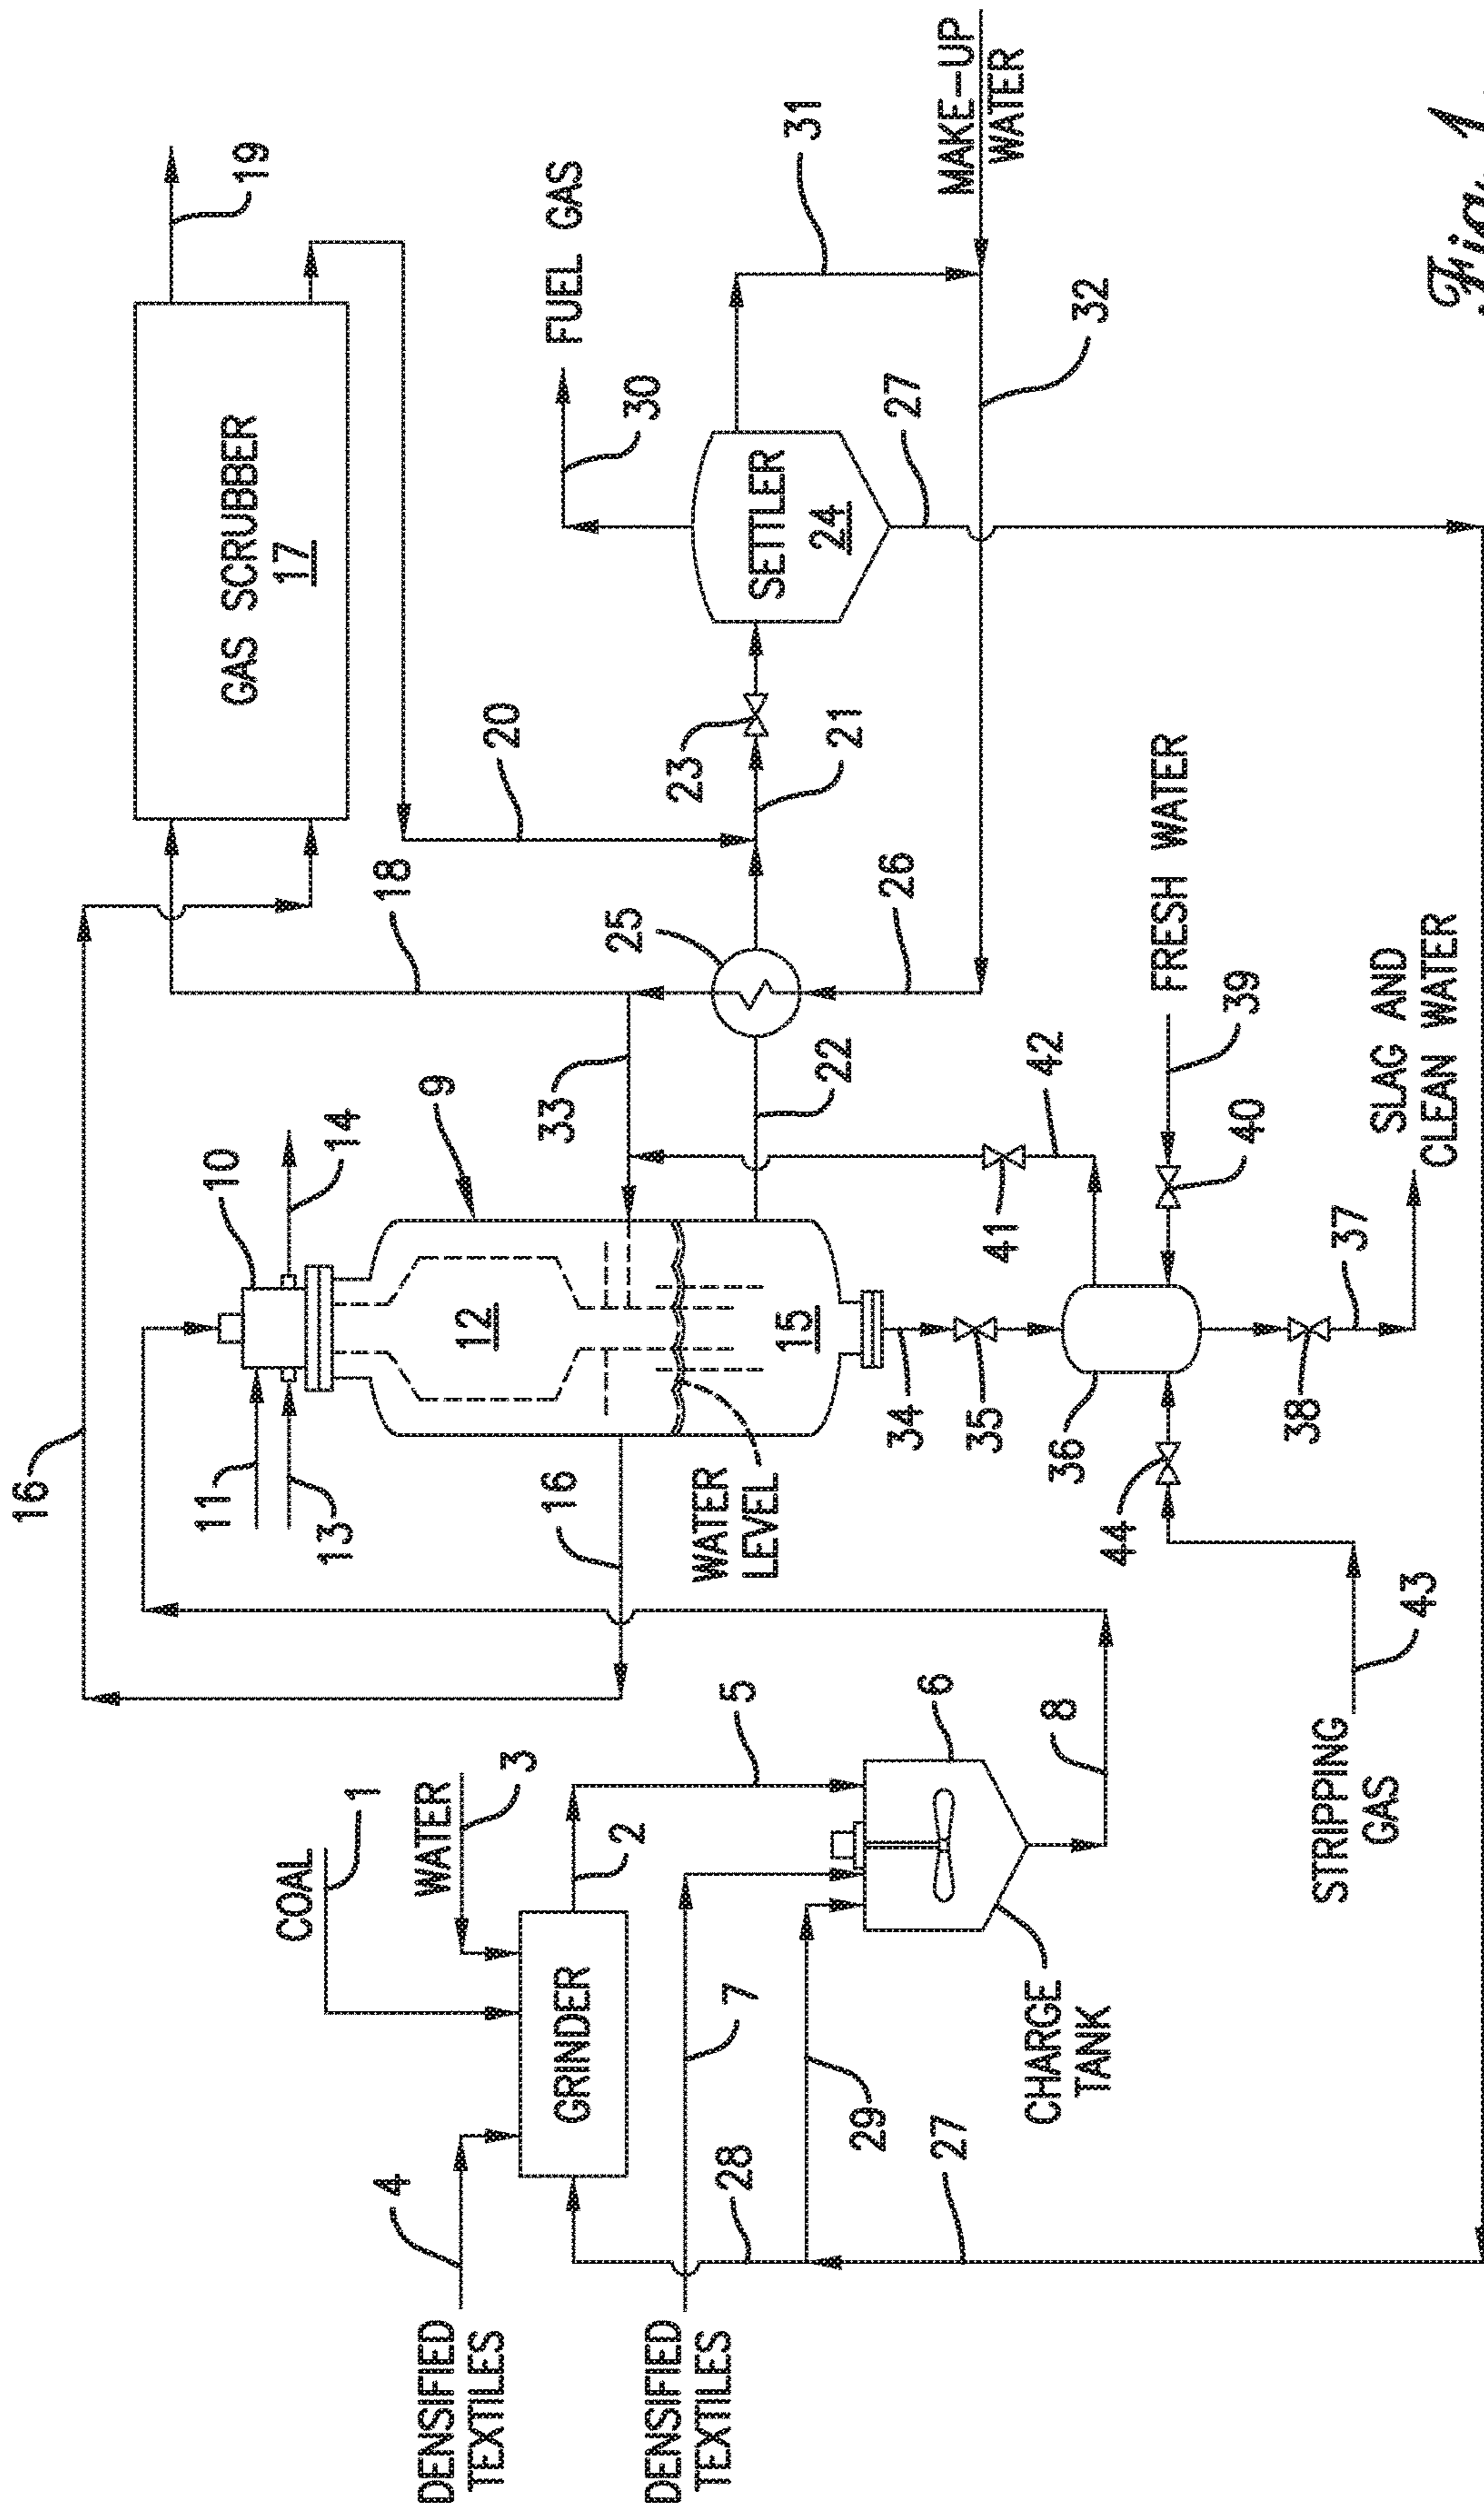 16
11
10
19
GAS SCRUBBER
17
COAL
1
13
14
4
18
WATER
3
9
DENSIFIED
TEXTILES
12
20
16
33
FUEL GAS
GRINDER
2
25
30
DENSIFIED
TEXTILES
23
WATER
LEVEL
28
7
5
SETTLER
24
15
31
22
21
29
26
27
34
6
27
MAKE-UP
WATER
35
41
CHARGE
TANK
8
42
36
32
44
FRESH WATER
39
40
38
STRIPPING
GAS
37
SLAG AND
CLEAN WATER
43
Fig. 1